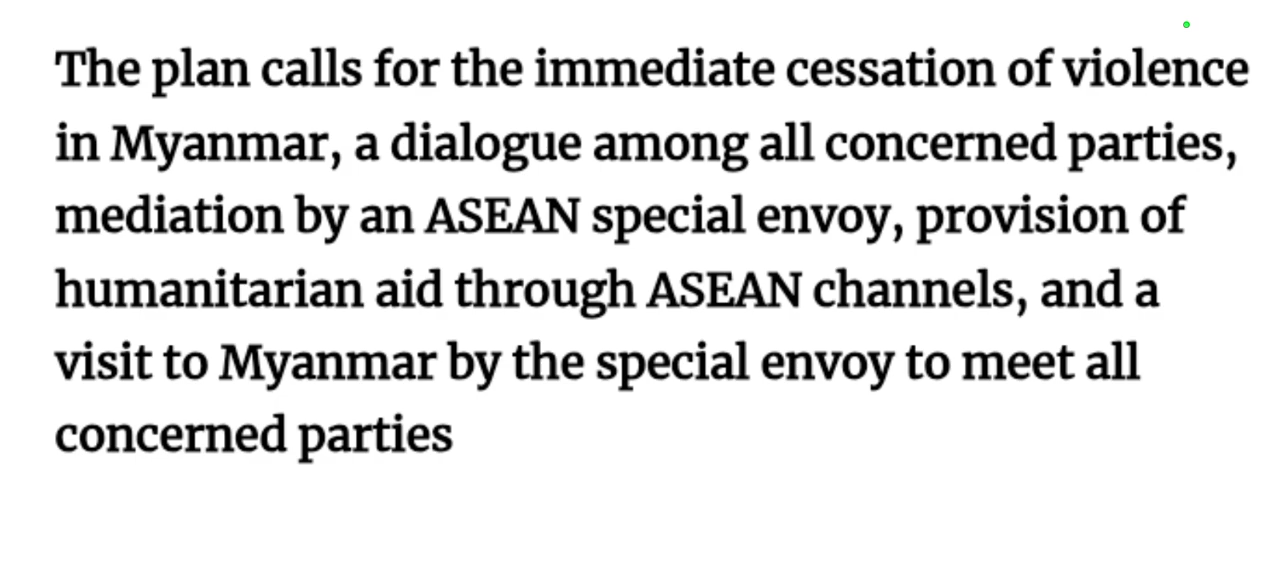 The plan calls for the immediate cessation of violence
in Myanmar, a dialogue among all concerned parties,
mediation by an ASEAN special envoy, provision of
humanitarian aid through ASEAN channels, and a
visit to Myanmar by the special envoy to meet all
concerned parties